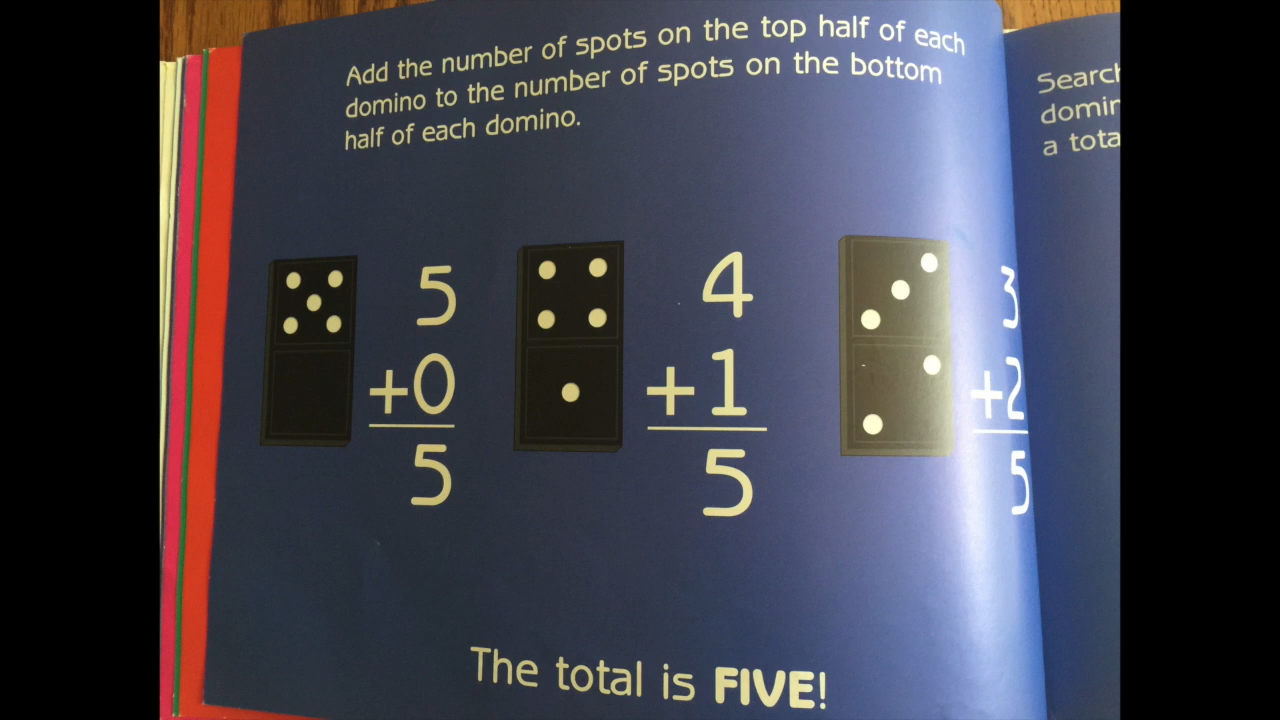 Add the number of spots on the top half of each
domino to the number of spots on the bottom
half of each domino.
5
+0
5
4
+1
5
3
+2
5
The total is FIVE!
a